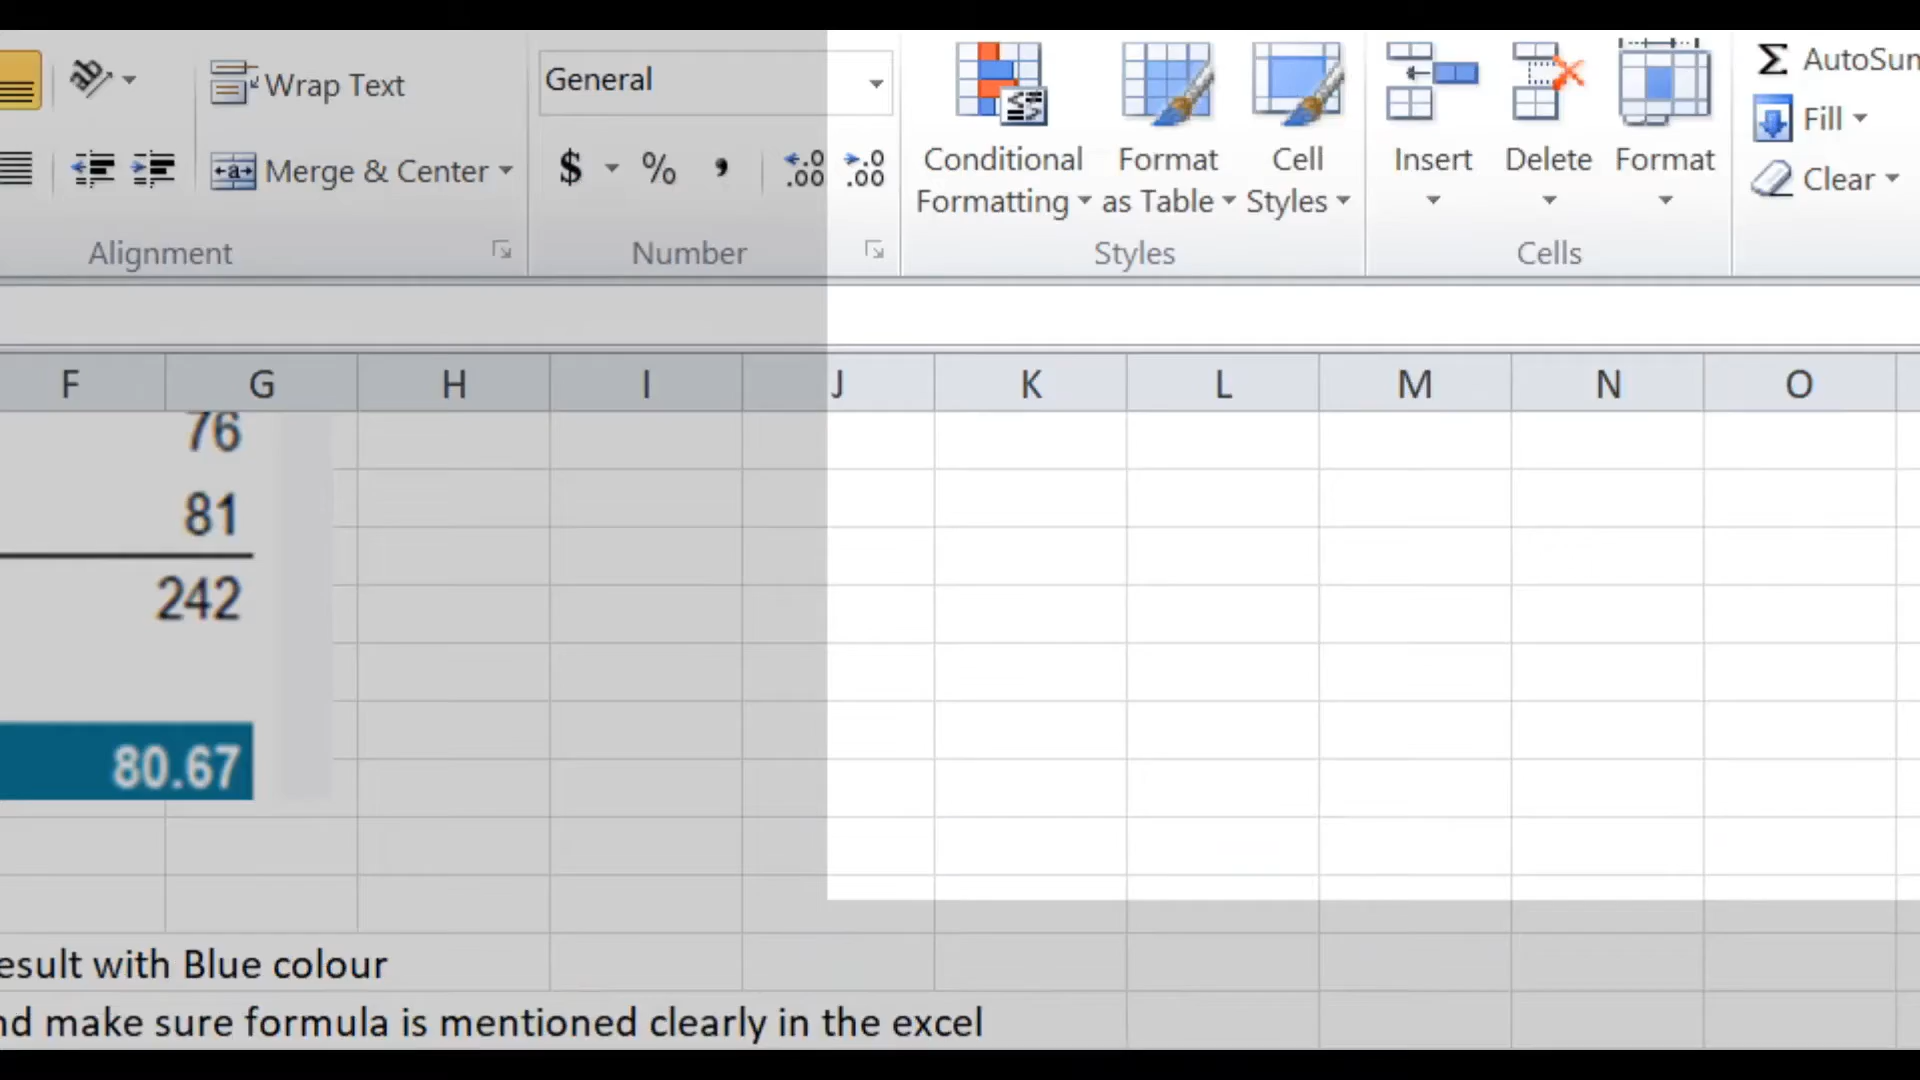 Wrap Text
General
AutoSum
Fill
Merge & Center
$ % , .0 .00 .0 .00
Conditional Formatting
Format as Table
Cell Styles
Insert
Delete
Format
Clear
Alignment
Number
Styles
Cells
F G H I J K L M N O
76
81
242
80.67
esult with Blue colour
nd make sure formula is mentioned clearly in the excel